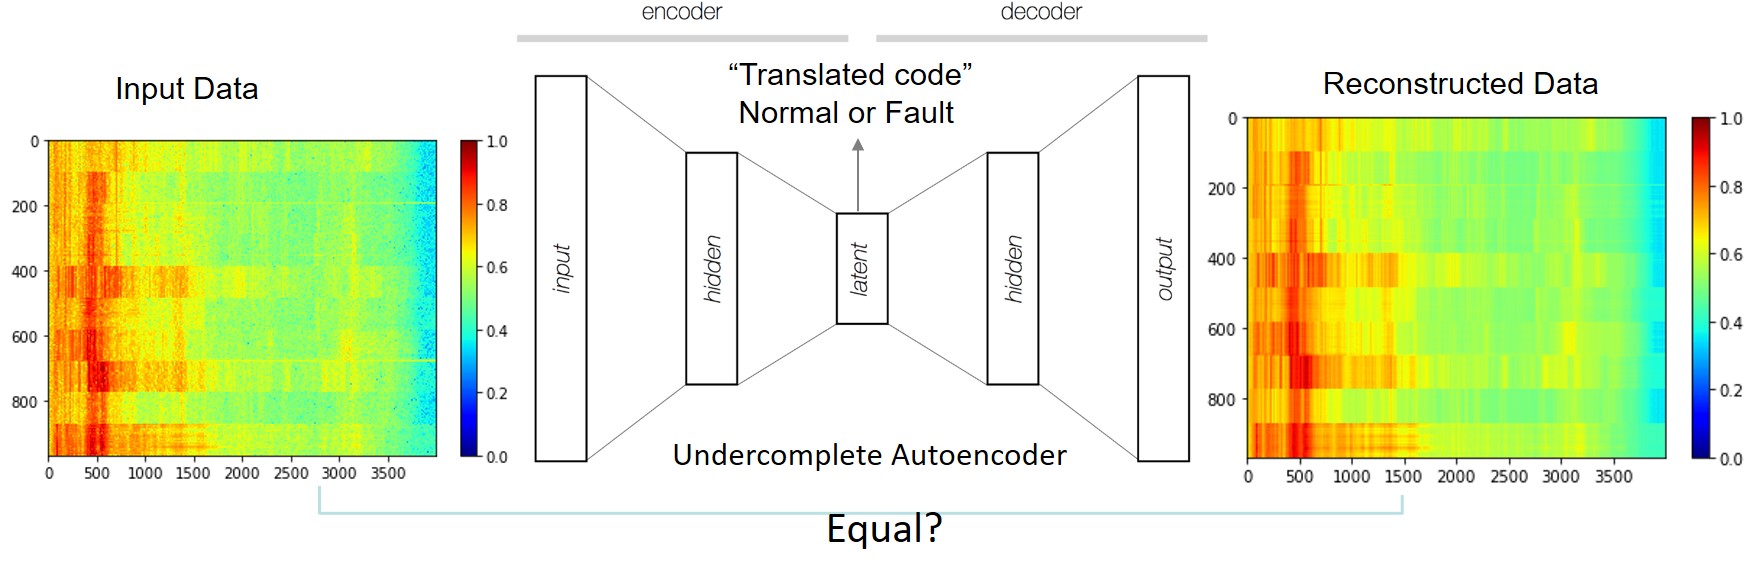 encoder
decoder
Input Data
“Translated code”
Normal or Fault
Reconstructed Data
0
200
400
600
800
0 500 1000 1500 2000 2500 3000 3500
1.0
0.8
0.6
0.4
0.2
0.0
input
hidden
latent
hidden
output
0
200
400
600
800
0 500 1000 1500 2000 2500 3000 3500
1.0
0.8
0.6
0.4
0.2
0.0
Undercomplete Autoencoder
Equal?